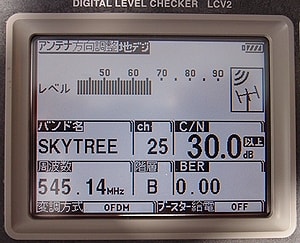 DIGITAL LEVEL CHECKER LCV2
アンテナ方向調整 地デジ
50 60 70 80 90
レベル
バンド名 ch C/N
SKYTREE 25 30.0 以上 dB
周波数 階層 BER
545.14MHz B 0.00
変調方式 OFDM ブースター給電 OFF